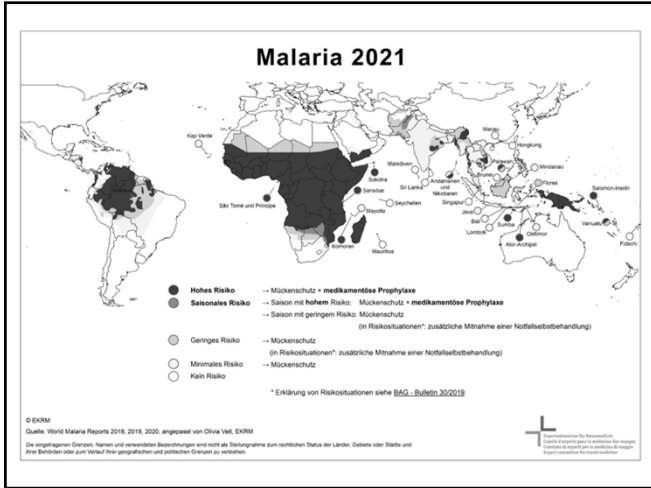 Malaria 2021
Kap Verde
Macau
Hongkong
Palawan
Mindanao
Malediven
Brunei
Sokotra
Andamanen
und
Nikobaren
Sri Lanka
Flores
Salomon-Inseln
Sansibar
São Tomé und Príncipe
Seychellen
Singapur
Mayotte
Java
Bali
Sumba
Vanuatu
Lombok
Osttimor
Komoren
Mauritius
Alor-Archipel
Fidschi
Hohes Risiko → Mückenschutz + medikamentöse Prophylaxe
Saisonales Risiko → Saison mit hohem Risiko: Mückenschutz + medikamentöse Prophylaxe
→ Saison mit geringem Risiko: Mückenschutz
(in Risikosituationen*: zusätzliche Mitnahme einer Notfallselbstbehandlung)
Geringes Risiko → Mückenschutz
(in Risikosituationen*: zusätzliche Mitnahme einer Notfallselbstbehandlung)
Minimales Risiko → Mückenschutz
Kein Risiko
* Erklärung von Risikosituationen siehe BAG - Bulletin 30/2019
© EKRM
Quelle: World Malaria Reports 2018, 2019, 2020, angepasst von Olivia Veit, EKRM
Die eingetragenen Grenzen, Namen und verwendeten Bezeichnungen sind nicht als Stellungnahme zum rechtlichen Status der Länder, Gebiete oder Städte und
ihrer Behörden oder zum Verlauf ihrer geografischen und politischen Grenzen zu verstehen.
Expertenkomitee für Reisemedizin
Comité d'experts pour la médecine des voyages
Comitato di esperti per la medicina di viaggio
Expert committee for travel medicine